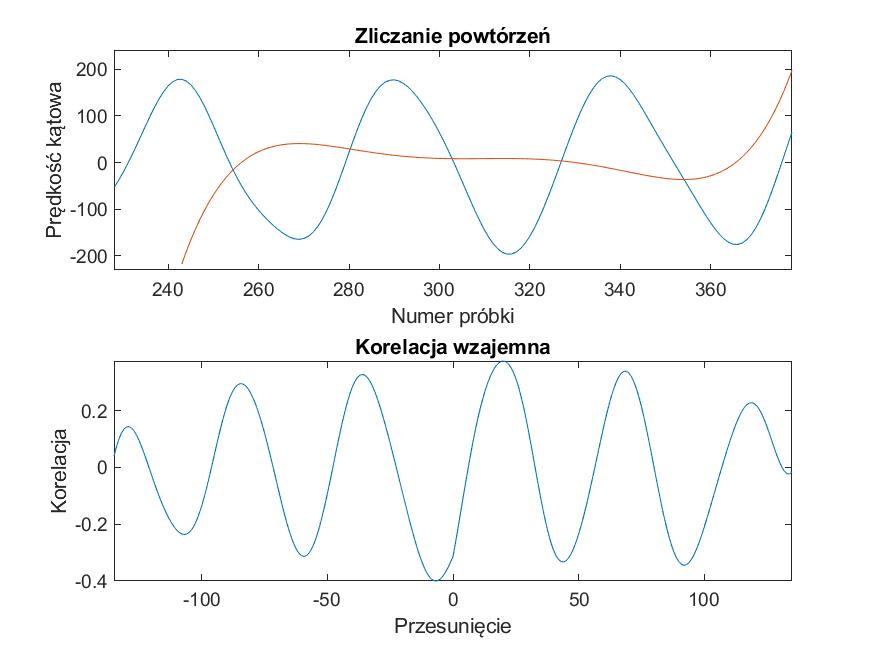 Zliczanie powtórzeń
200
100
0
-100
-200
Prędkość kątowa
240 260 280 300 320 340 360
Numer próbki
Korelacja wzajemna
0.2
0
-0.2
-0.4
Korelacja
-100 -50 0 50 100
Przesunięcie